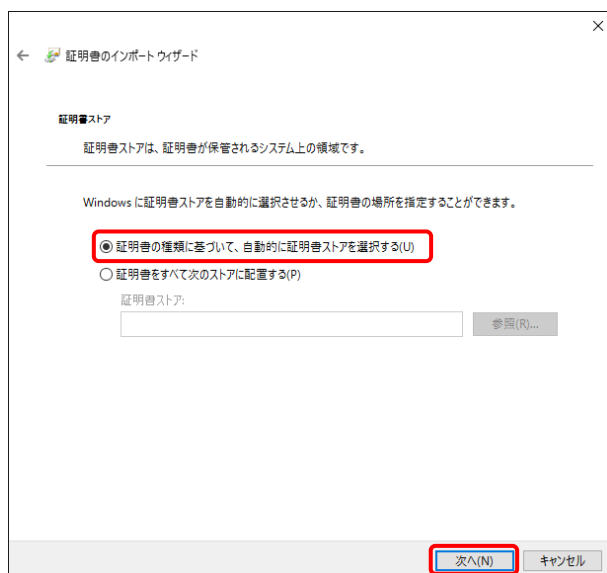 証明書のインポート ウィザード
証明書ストア
証明書ストアは、証明書が保管されるシステム上の領域です。
Windows に証明書ストアを自動的に選択させるか、証明書の場所を指定することができます。
証明書の種類に基づいて、自動的に証明書ストアを選択する(U)
証明書をすべて次のストアに配置する(P)
証明書ストア:
参照(R)...
次へ(N)
キャンセル